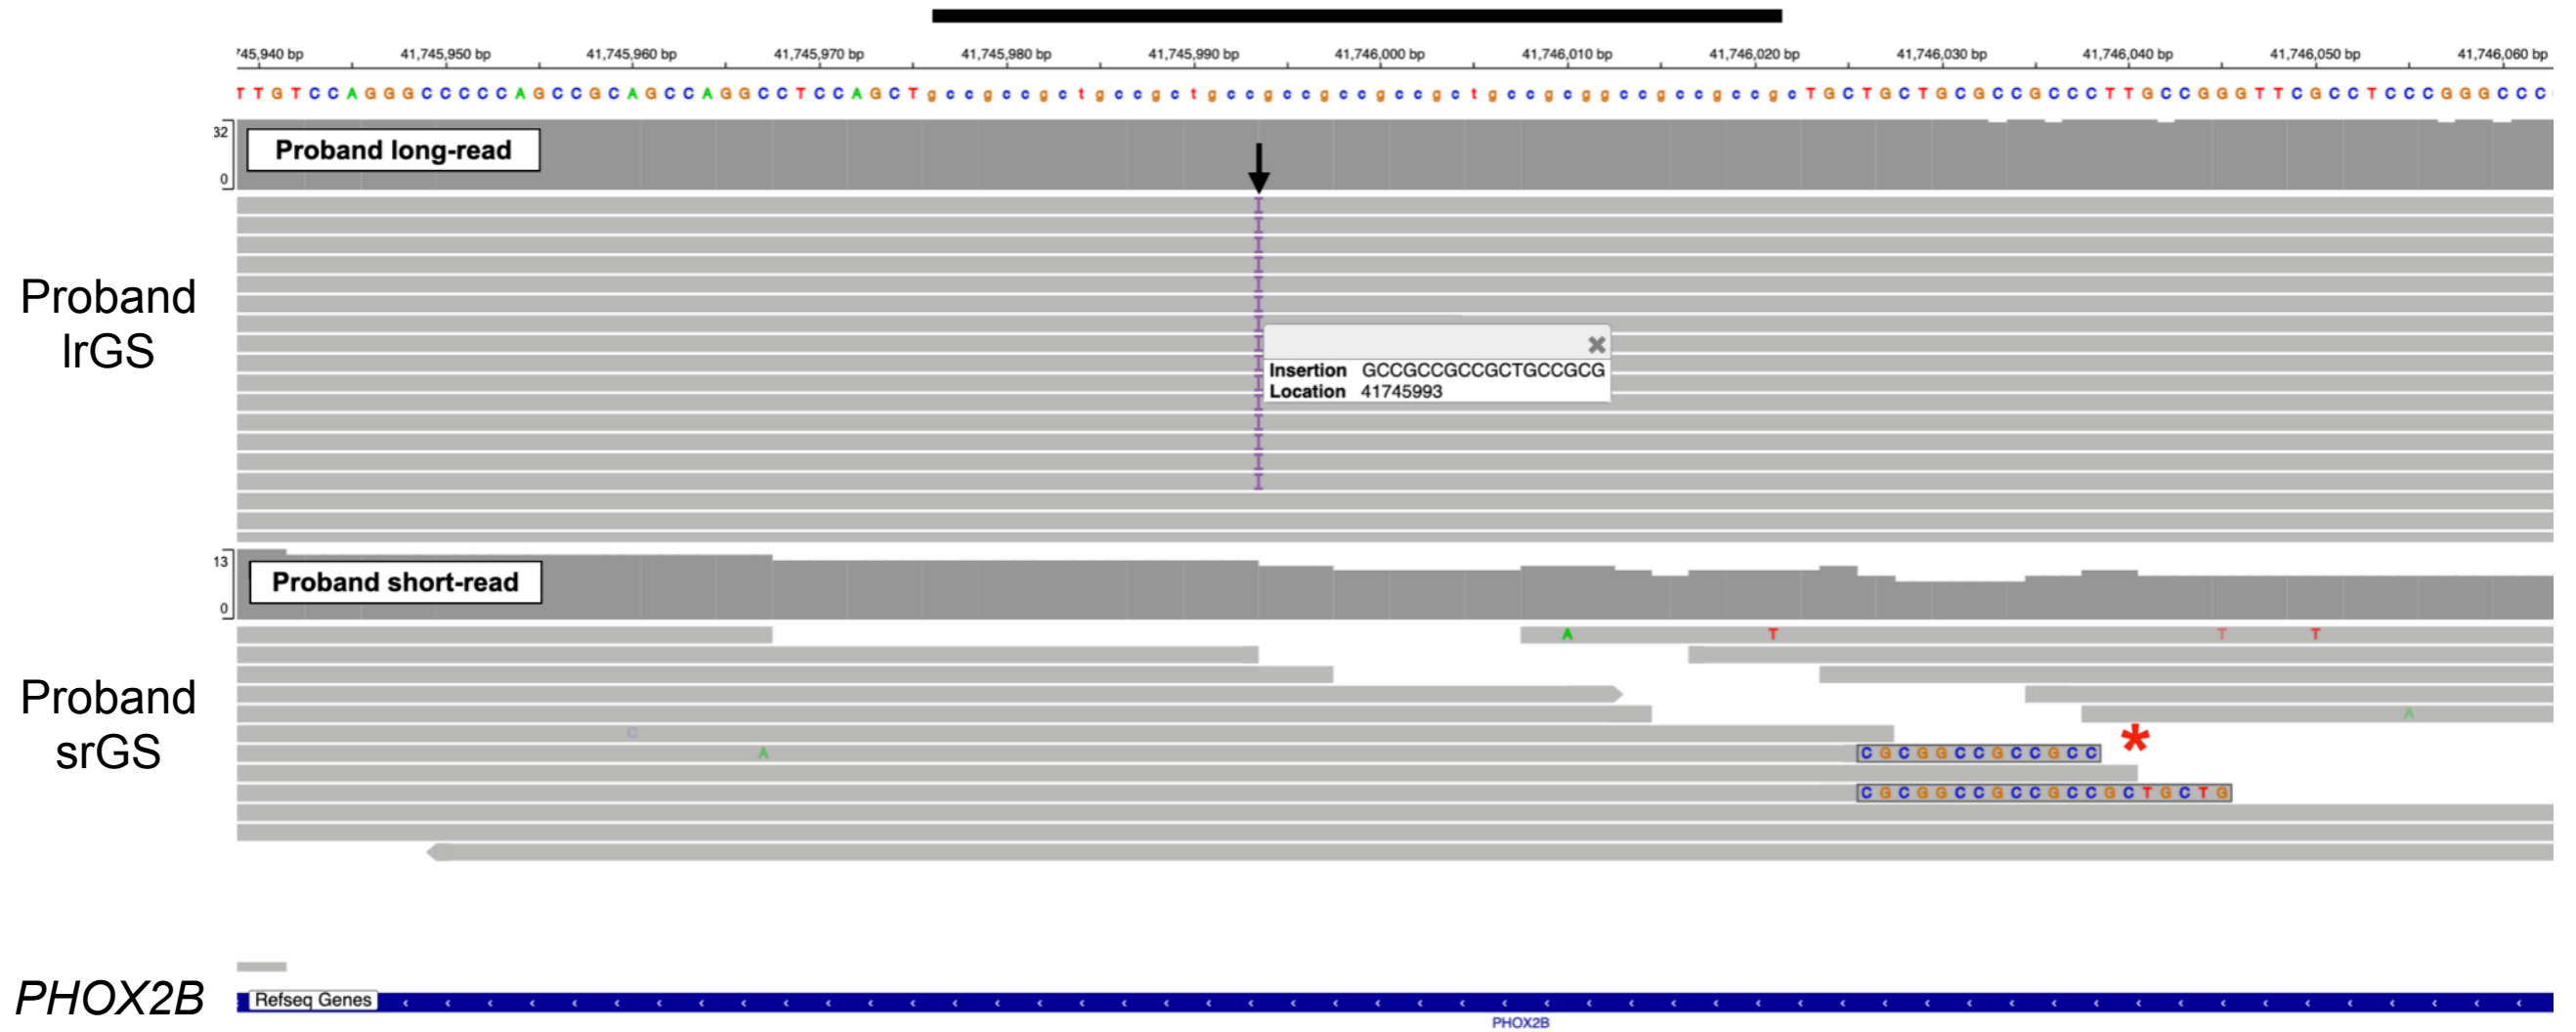 745,940 bp 41,745,950 bp 41,745,960 bp 41,745,970 bp 41,745,980 bp 41,745,990 bp 41,746,000 bp 41,746,010 bp 41,746,020 bp 41,746,030 bp 41,746,040 bp 41,746,050 bp 41,746,060 bp
T T G T C C A G G G C C C C C A G C C G C A G C C A G G C C T C C A G C T g c c g c c g c t g c c g c t g c c g c c g c c g c c g c t g c c g c g g c c g c c g c c g c T G C T G C T G C G C C G C C C T T G C C G G G T T C G C C T C C C G G G C C C
32
Proband long-read
0
Proband
lrGS
Insertion GCCGCCGCCGCTGCCGCG
Location 41745993
13
Proband short-read
0
Proband
srGS
A T T T
A
C
A C G C G G C C G C C G C C
*
C G C G G C C G C C G C C G C T G C T G
PHOX2B
Refseq Genes
PHOX2B